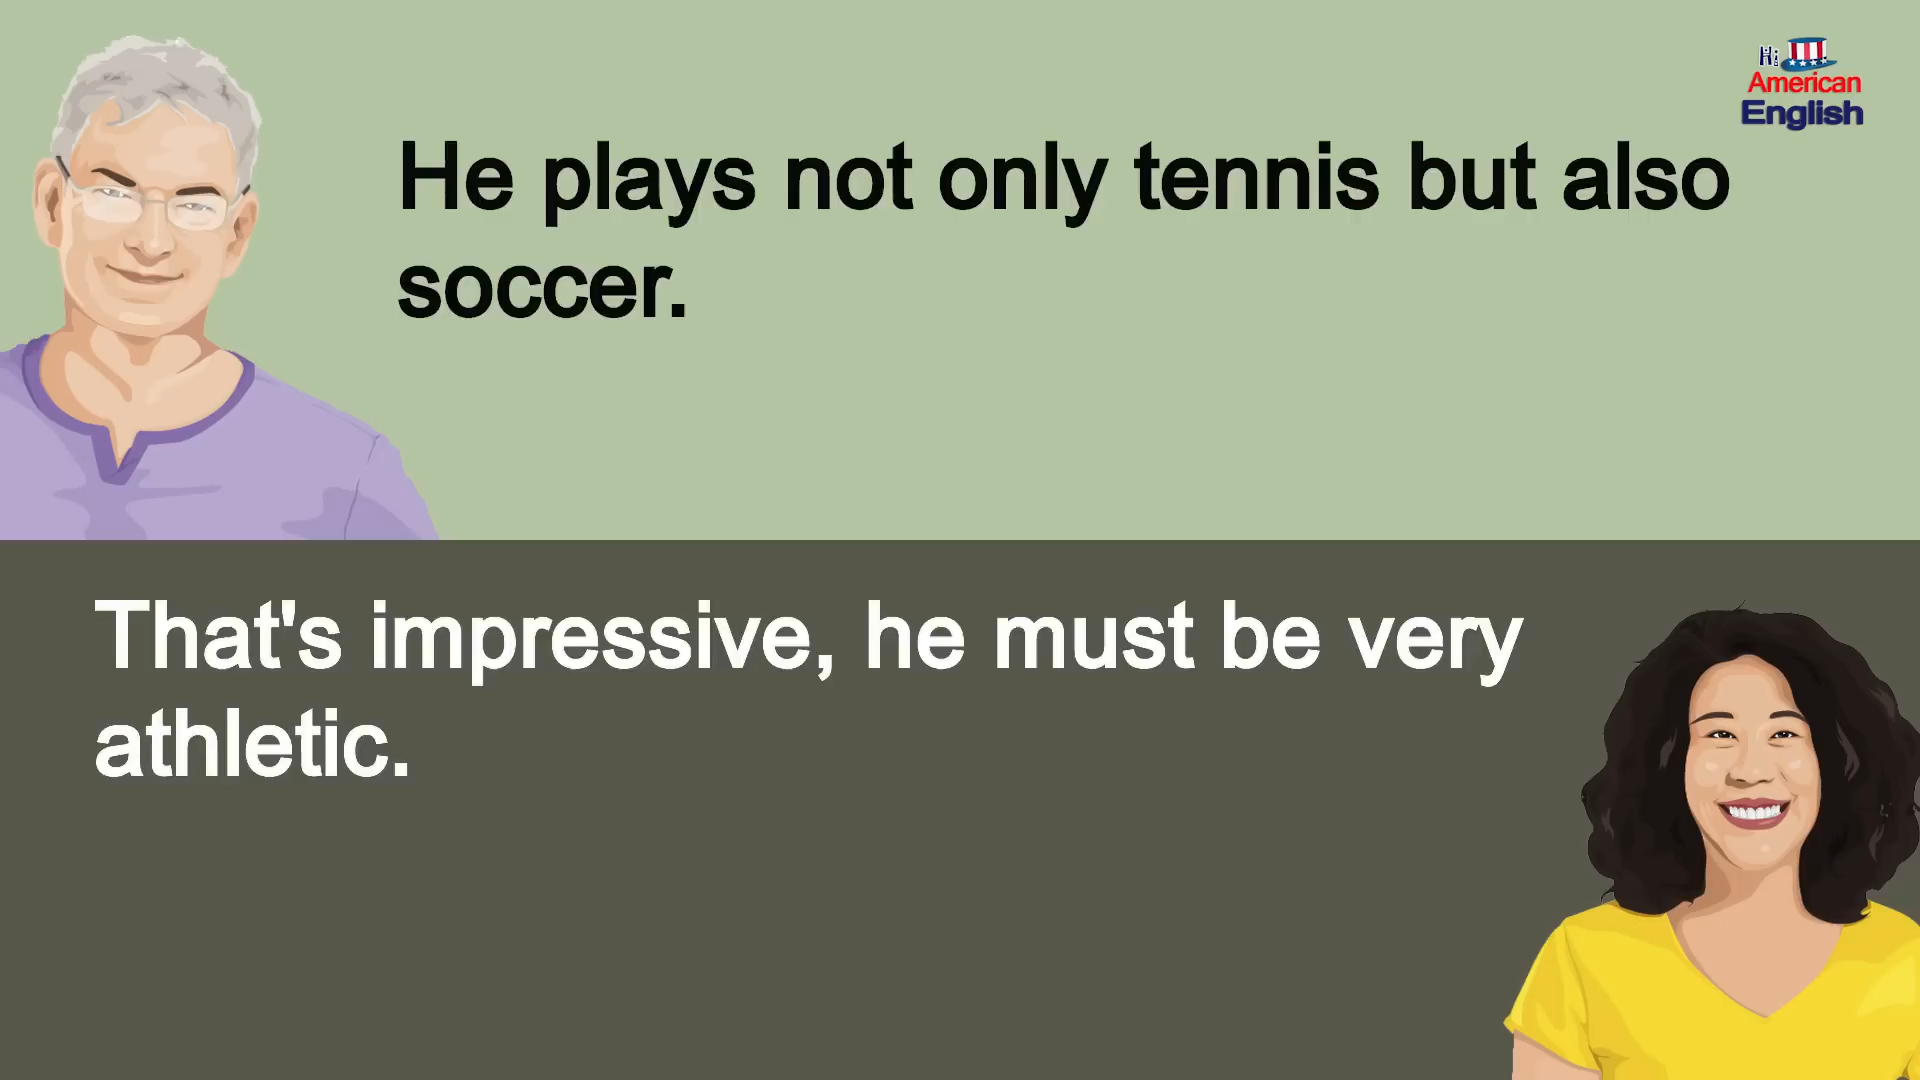 Hi
American
English
He plays not only tennis but also
soccer.
That's impressive, he must be very
athletic.